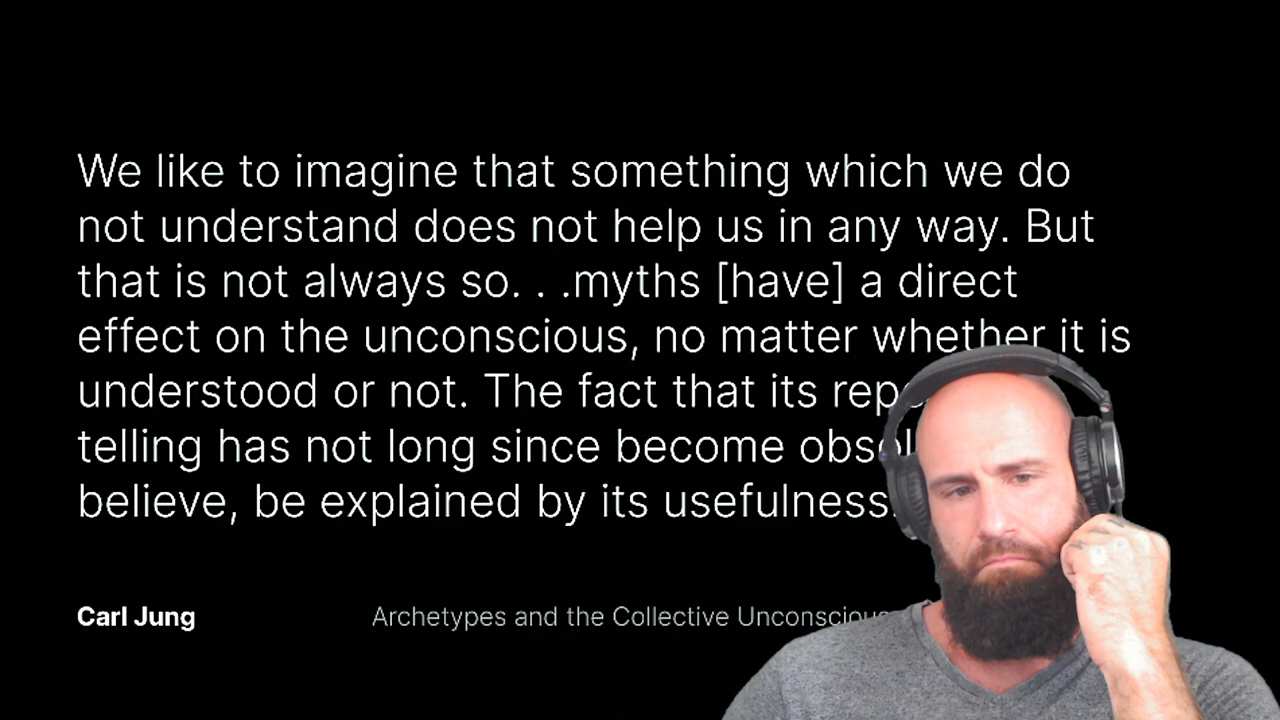 We like to imagine that something which we do
not understand does not help us in any way. But
that is not always so. . .myths [have] a direct
effect on the unconscious, no matter whether it is
understood or not. The fact that its
telling has not long since become
believe, be explained by its usefulness.
Carl Jung
Archetypes and the Collective Unconscious